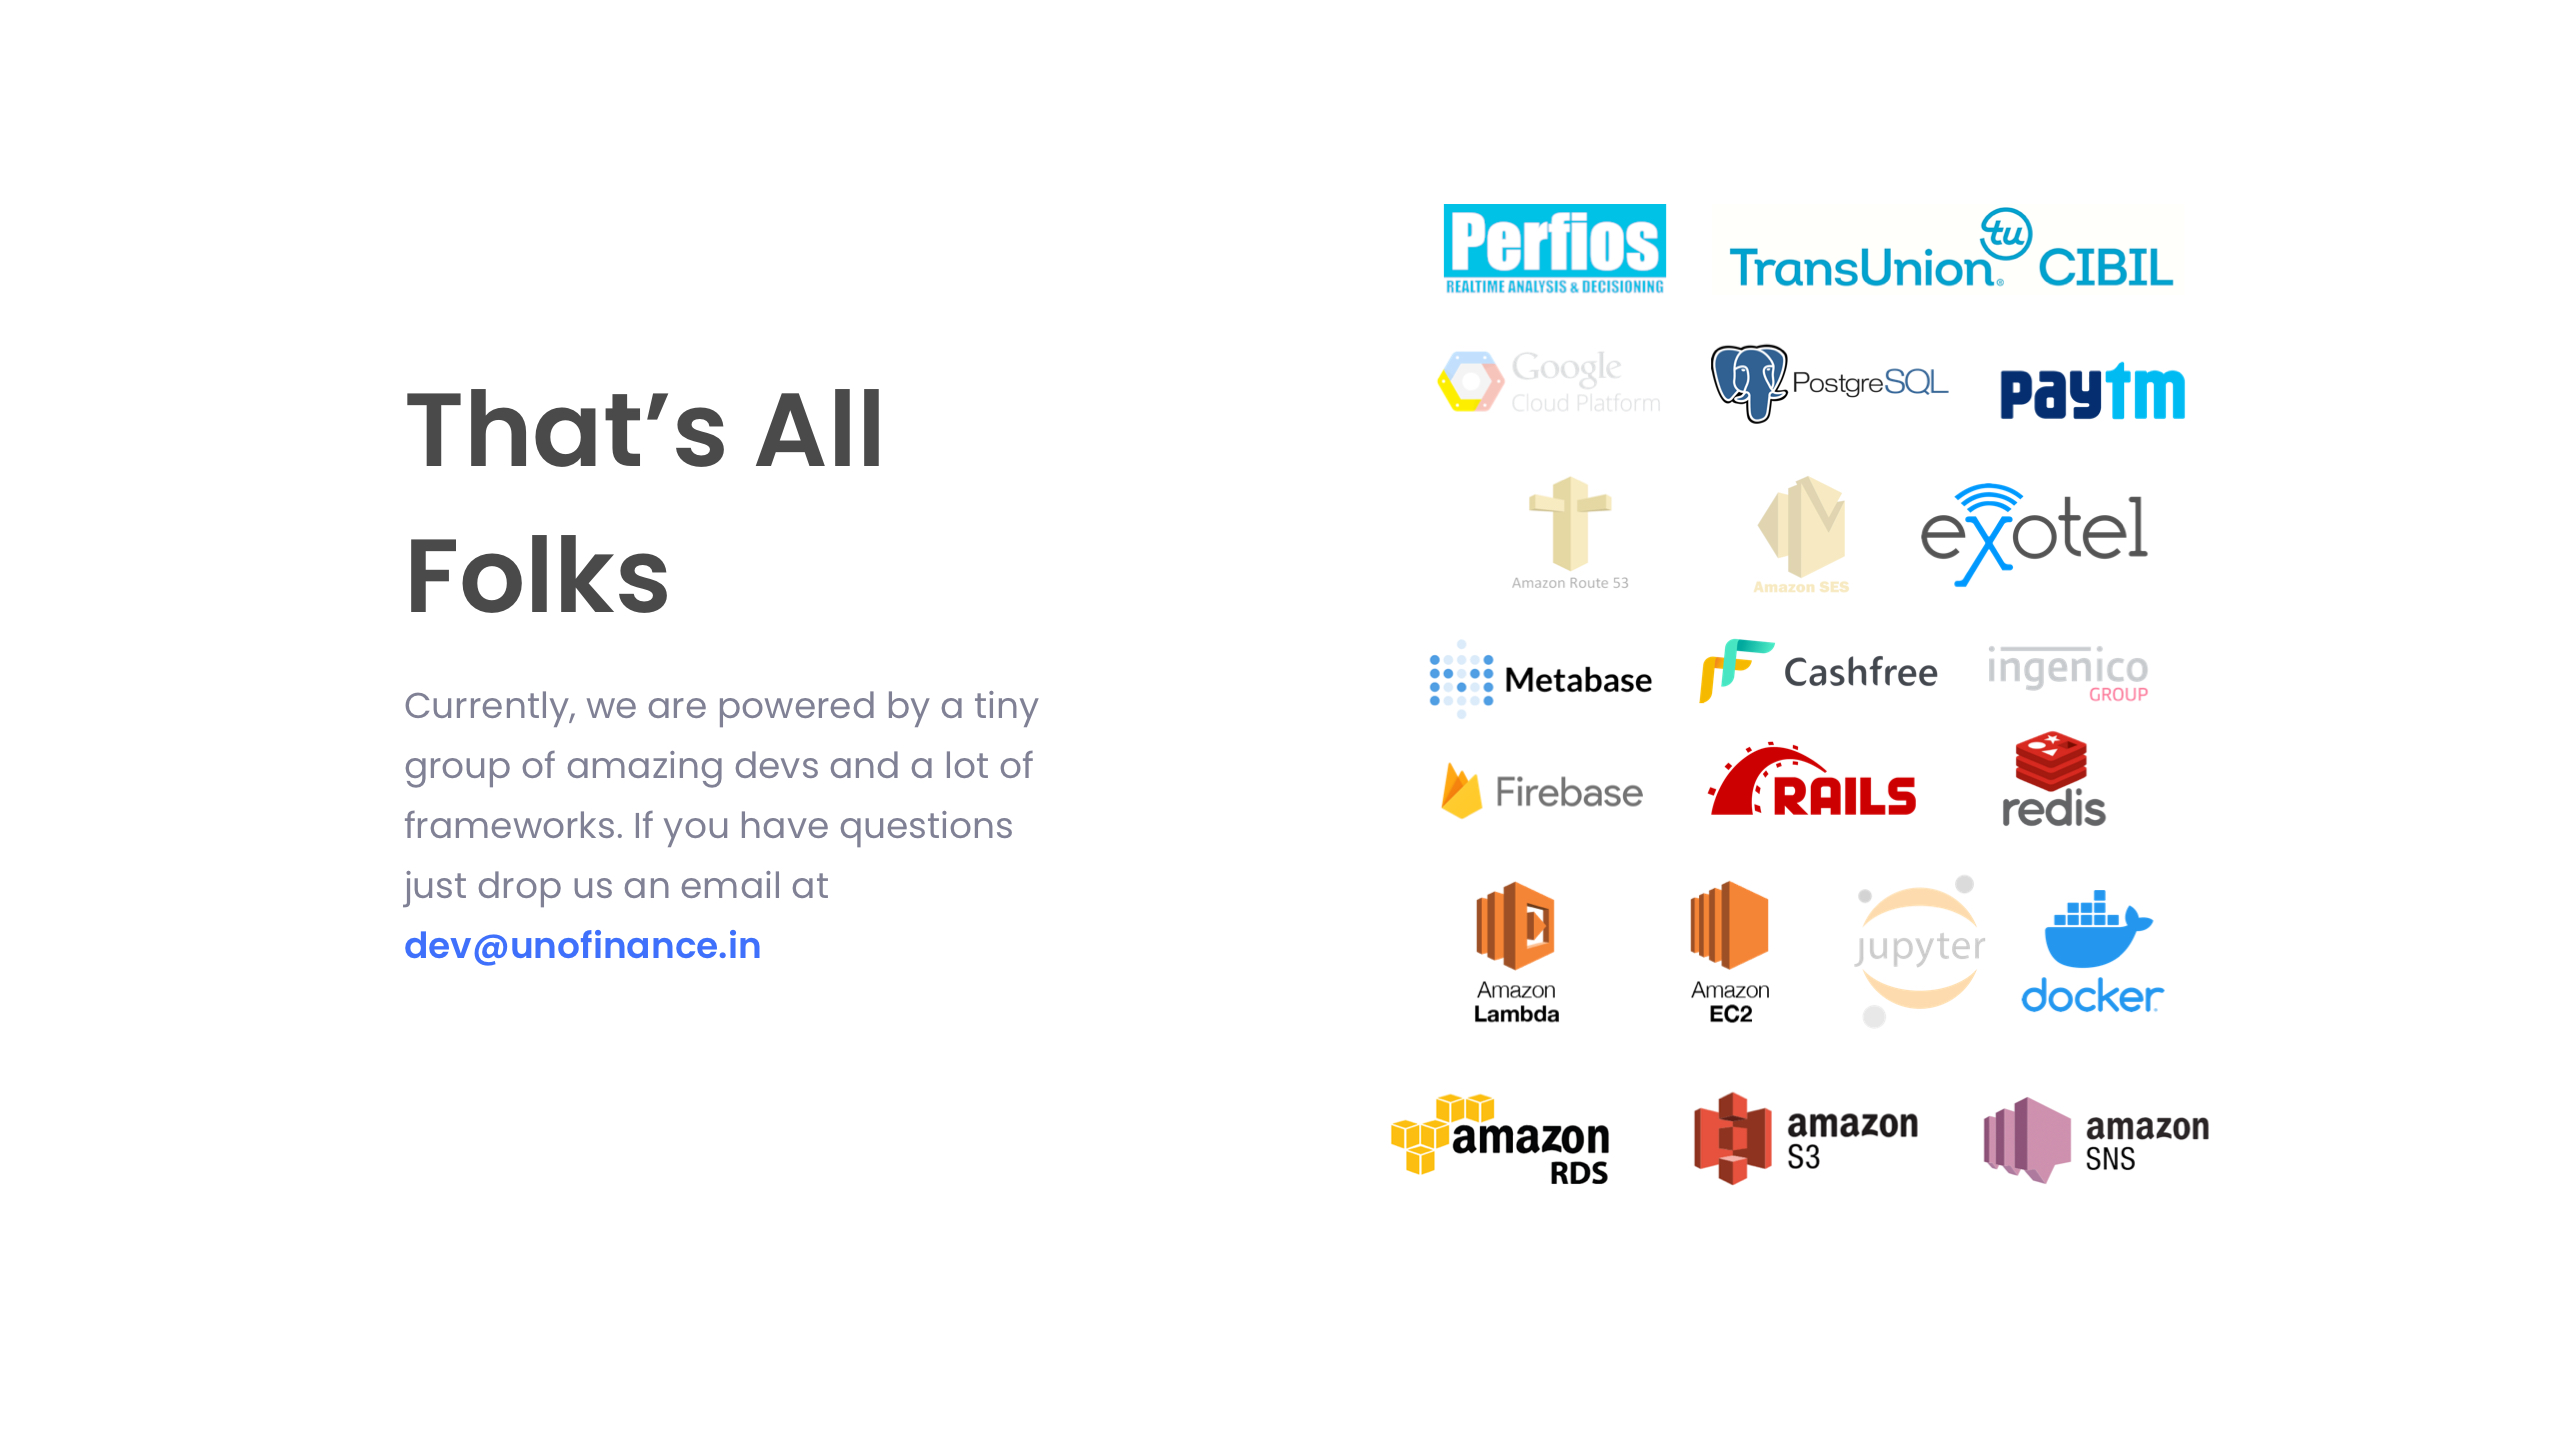 That’s All
Folks
Currently, we are powered by a tiny
group of amazing devs and a lot of
frameworks. If you have questions
just drop us an email at
dev@unofinance.in
Perfios
REALTIME ANALYSIS & DECISIONING
tu
TransUnion® CIBIL
Google
Cloud Platform
PostgreSQL
paytm
Amazon Route 53
Amazon SES
exotel
Metabase
Cashfree
ingenico
GROUP
Firebase
RAILS
redis
Amazon
Lambda
Amazon
EC2
jupyter
docker
amazon
RDS
amazon
S3
amazon
SNS